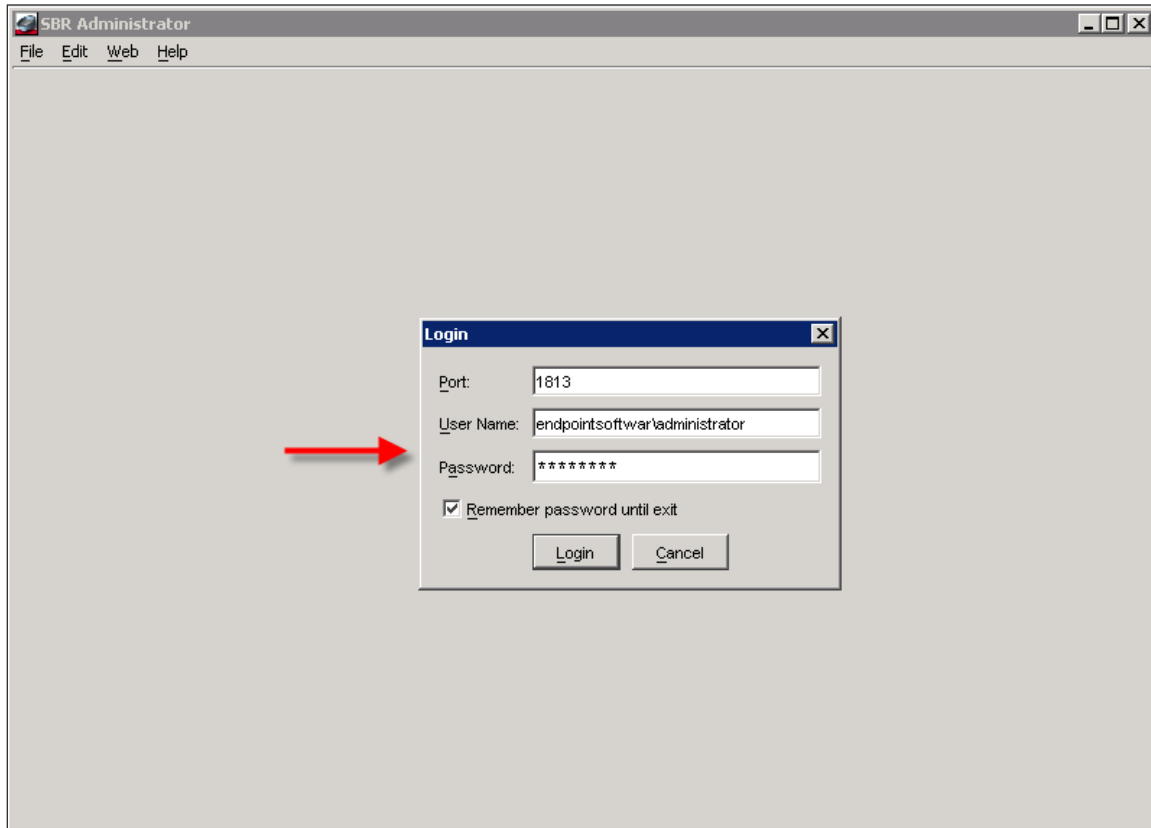 SBR Administrator
File Edit Web Help
Login
Port: 1813
User Name: endpointsoftwar\administrator
Password: ********
Remember password until exit
Login Cancel